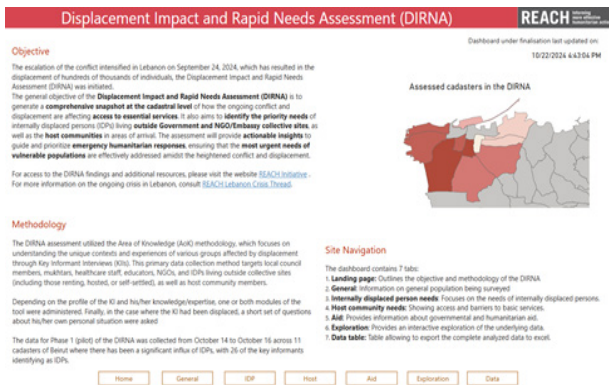 Displacement Impact and Rapid Needs Assessment (DIRNA)
REACH
Dashboard under finalisation last updated on:
10/22/2024 4:43:04 PM
Objective
The escalation of the conflict intensified in Lebanon on September 24, 2024, which has resulted in the
displacement of hundreds of thousands of individuals, the Displacement Impact and Rapid Needs
Assessment (DIRNA) was initiated.
The general objective of the Displacement Impact and Rapid Needs Assessment (DIRNA) is to
generate a comprehensive snapshot at the cadastral level of how the ongoing conflict and
displacement are affecting access to essential services. It also aims to identify the priority needs of
internally displaced persons (IDPs) living outside Government and NGO/Embassy collective sites, as
well as the host communities in areas of arrival. The assessment will provide actionable insights to
guide and prioritize emergency humanitarian responses, ensuring that the most urgent needs of
vulnerable populations are effectively addressed amidst the heightened conflict and displacement.
For access to the DIRNA findings and additional resources, please visit the website REACH Initiative .
For more information on the ongoing crisis in Lebanon, consult REACH Lebanon Crisis Thread.
Assessed cadasters in the DIRNA
Methodology
The DIRNA assessment utilized the Area of Knowledge (AoK) methodology, which focuses on
understanding the unique contexts and experiences of various groups affected by displacement
through Key Informant Interviews (KIIs). This primary data collection method targets local council
members, mukhtars, healthcare staff, educators, NGOs, and IDPs living outside collective sites
(including those renting, hosted, or self-settled), as well as host community members.
Depending on the profile of the KI and his/her knowledge/expertise, one or both modules of the
tool were administered. Finally, in the case where the KI had been displaced, a short set of questions
about his/her own personal situation were asked
The data for Phase 1 (pilot) of the DIRNA was collected from October 14 to October 16 across 11
cadasters of Beirut where there has been a significant influx of IDPs, with 26 of the key informants
identifying as IDPs.
Site Navigation
The dashboard contains 7 tabs:
1. Landing page: Outlines the objective and methodology of the DIRNA
2. General: Information on general population being surveyed
3. Internally displaced person needs: Focuses on the needs of internally displaced persons.
4. Host community needs: Showing access and barriers to basic services.
5. Aid: Provides information about governmental and humanitarian aid.
6. Exploration: Provides an interactive exploration of the underlying data.
7. Data table: Table allowing to export the complete analyzed data to excel.
Home General IDP Host Aid Exploration Data